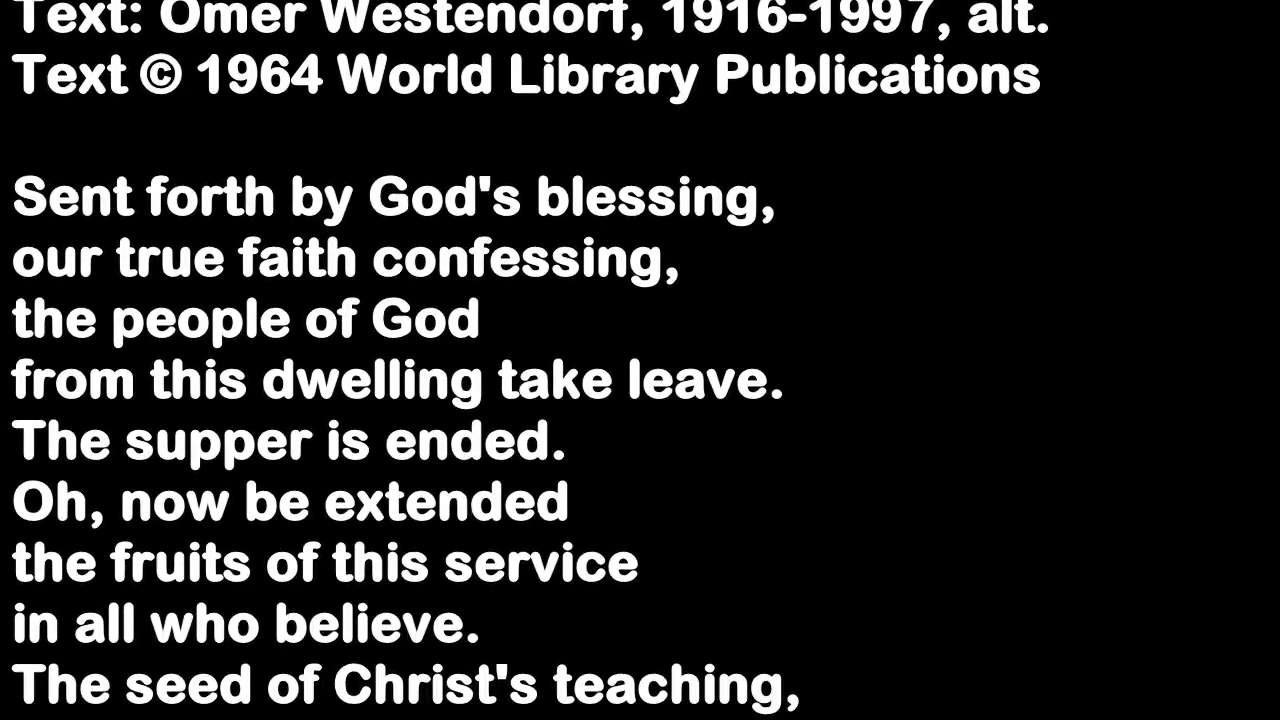 Text: Omer Westendorf, 1916-1997, alt.
Text © 1964 World Library Publications
Sent forth by God's blessing,
our true faith confessing,
the people of God
from this dwelling take leave.
The supper is ended.
Oh, now be extended
the fruits of this service
in all who believe.
The seed of Christ's teaching,